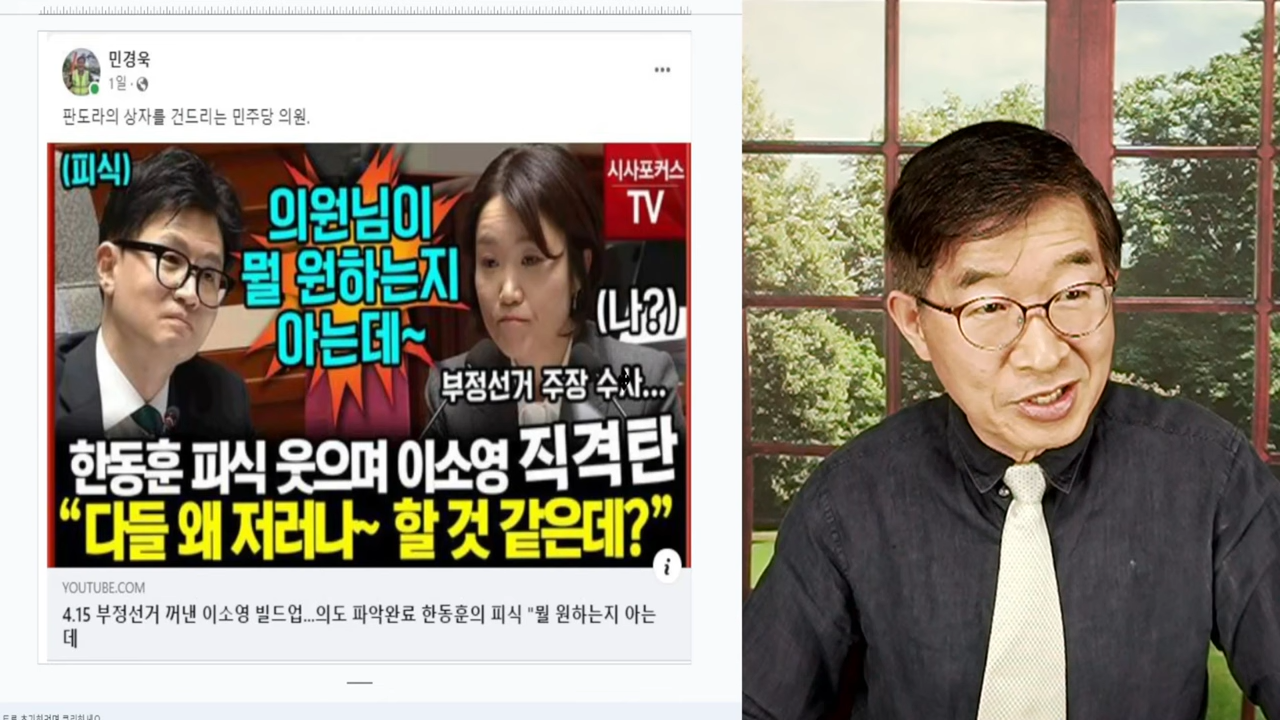 민경욱
1일 ·
판도라의 상자를 건드리는 민주당 의원.
(피식)
의원님이
뭘 원하는지
아는데~
시사포커스
TV
(나?)
부정선거 주장 수사...
한동훈 피식 웃으며 이소영 직격탄
“다들 왜 저러나~ 할 것 같은데?”
YOUTUBE.COM
4.15 부정선거 꺼낸 이소영 빌드업...의도 파악완료 한동훈의 피식 "뭘 원하는지 아는
데